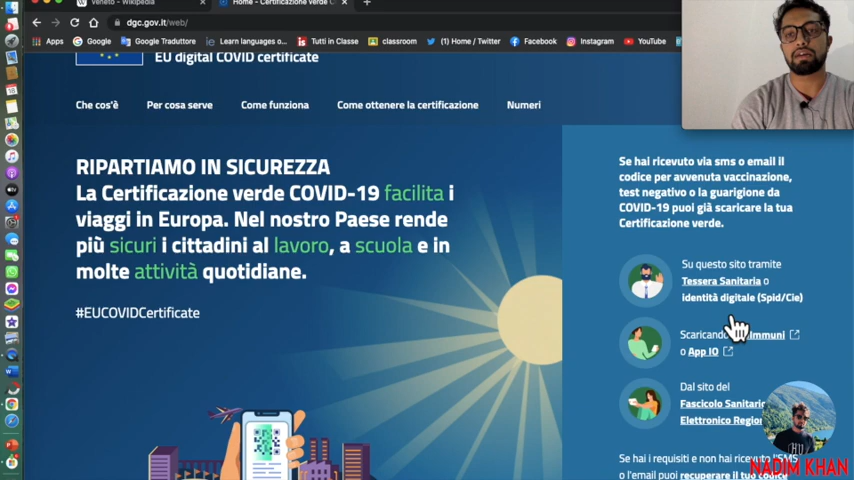 Veneto - Wikipedia
Home - Certificazione verde C
dgc.gov.it/web/
Apps
Google
Google Traduttore
Learn languages o...
Tutti in Classe
classroom
(1) Home / Twitter
Facebook
Instagram
YouTube
EU digital COVID certificate
Che cos'è
Per cosa serve
Come funziona
Come ottenere la certificazione
Numeri
RIPARTIAMO IN SICUREZZA
La Certificazione verde COVID-19 facilita i
viaggi in Europa. Nel nostro Paese rende
più sicuri i cittadini al lavoro, a scuola e in
molte attività quotidiane.
#EUCOVIDCertificate
Se hai ricevuto via sms o email il
codice per avvenuta vaccinazione,
test negativo o la guarigione da
COVID-19 puoi già scaricare la tua
Certificazione verde.
Su questo sito tramite
Tessera Sanitaria o
identità digitale (Spid/Cie)
Scaricando
Immuni
o App IO
Dal sito del
Fascicolo Sanitario
Elettronico Region
Se hai i requisiti e non hai ricevuto l'SMS
o l'email puoi recuperare il tuo codice
NADIM KHAN